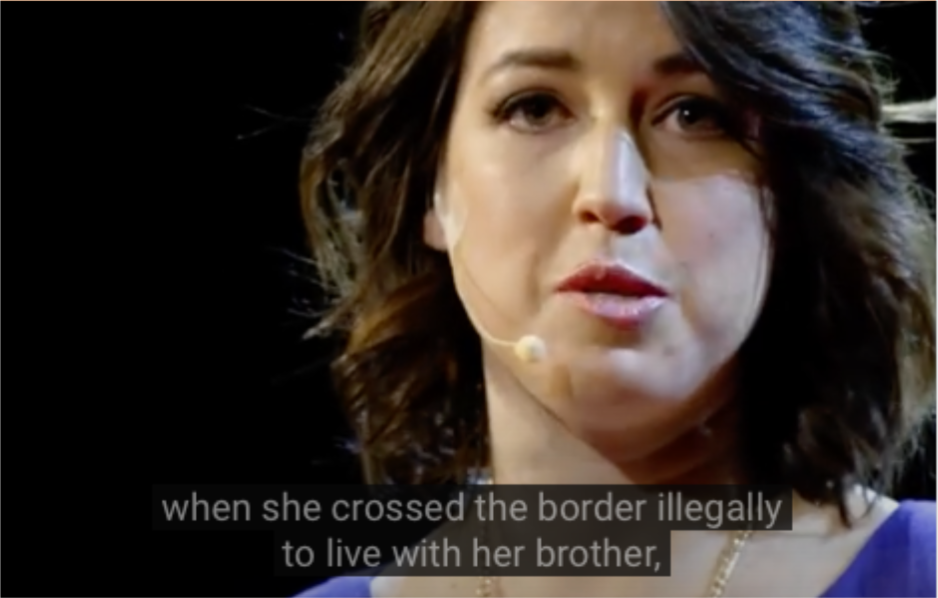 when she crossed the border illegally
to live with her brother,